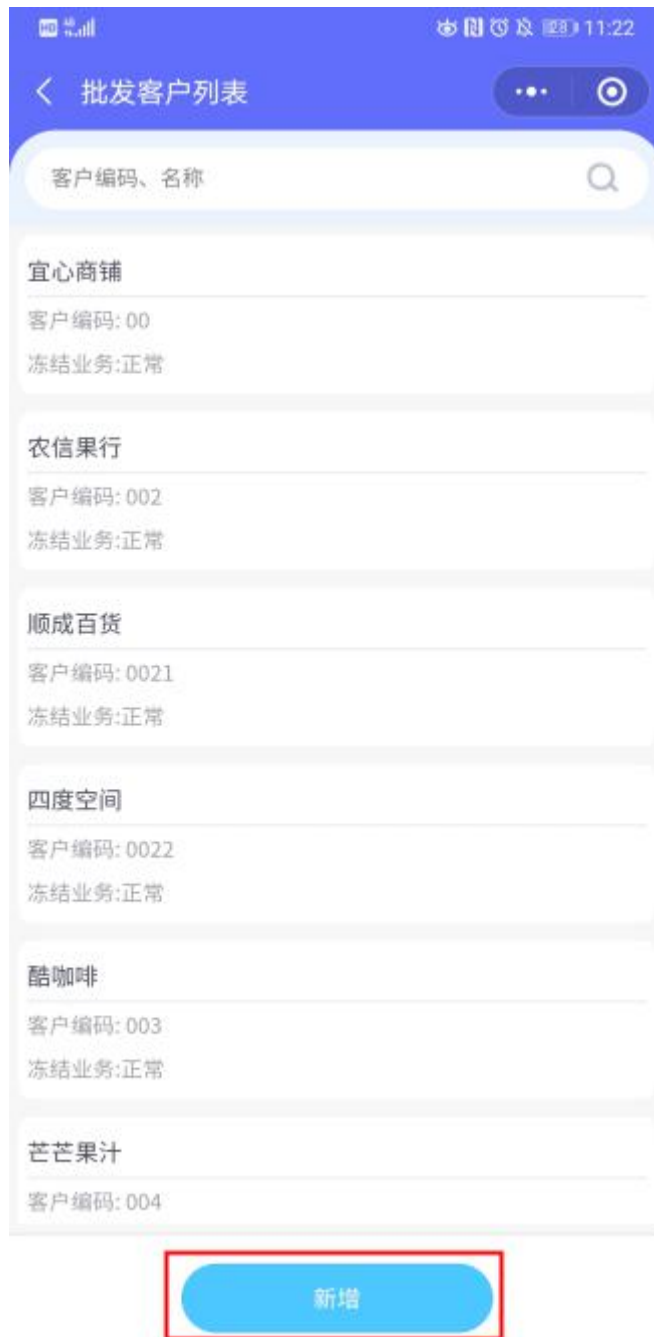 HD 4G 28 11:22
批发客户列表
客户编码、名称
宜心商铺
客户编码: 00
冻结业务:正常
农信果行
客户编码: 002
冻结业务:正常
顺成百货
客户编码: 0021
冻结业务:正常
四度空间
客户编码: 0022
冻结业务:正常
酷咖啡
客户编码: 003
冻结业务:正常
芒芒果汁
客户编码: 004
新增